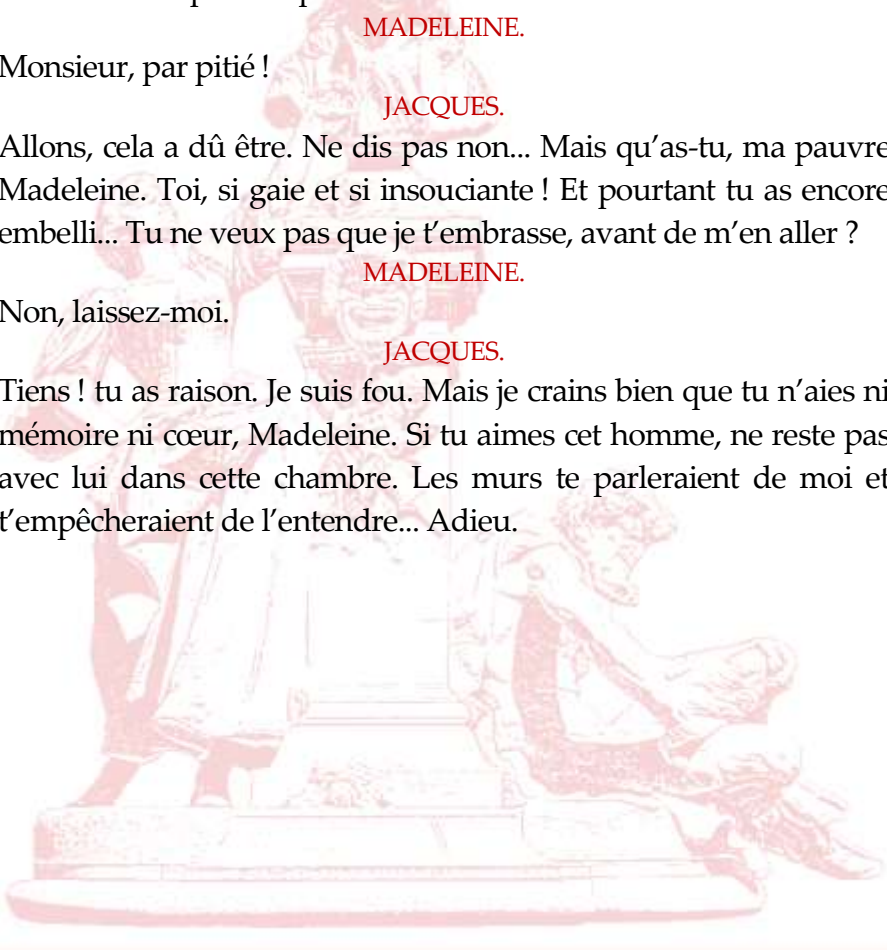 MADELEINE.
Monsieur, par pitié !
JACQUES.
Allons, cela a dû être. Ne dis pas non... Mais qu’as-tu, ma pauvre
Madeleine. Toi, si gaie et si insouciante ! Et pourtant tu as encore
embelli... Tu ne veux pas que je t’embrasse, avant de m’en aller ?
MADELEINE.
Non, laissez-moi.
JACQUES.
Tiens ! tu as raison. Je suis fou. Mais je crains bien que tu n’aies ni
mémoire ni cœur, Madeleine. Si tu aimes cet homme, ne reste pas
avec lui dans cette chambre. Les murs te parleraient de moi et
t’empêcheraient de l’entendre... Adieu.